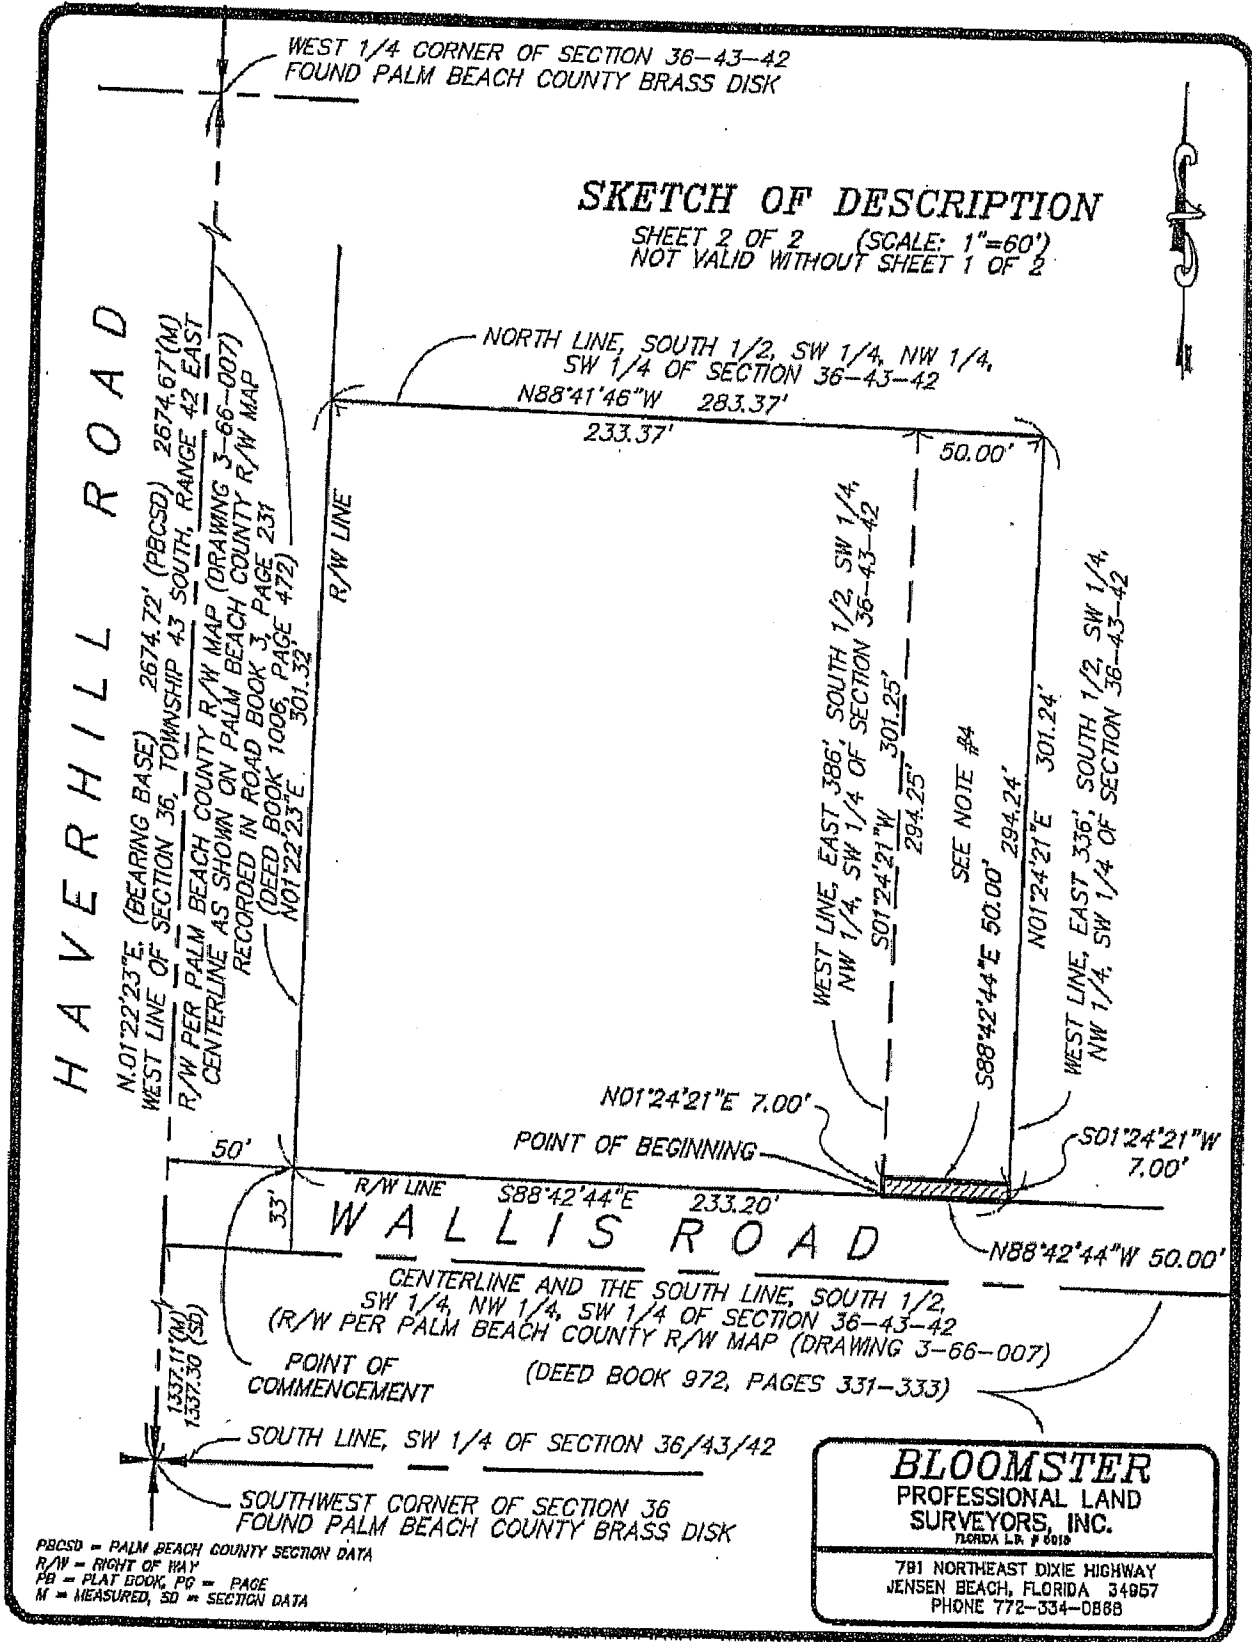 WEST 1/4 CORNER OF SECTION 36-43-42
FOUND PALM BEACH COUNTY BRASS DISK
SKETCH OF DESCRIPTION
SHEET 2 OF 2 (SCALE: 1"=60')
NOT VALID WITHOUT SHEET 1 OF 2
NORTH LINE, SOUTH 1/2, SW 1/4, NW 1/4,
SW 1/4 OF SECTION 36-43-42
N88°41'46"W 283.37'
233.37'
50.00'
HAVERHILL ROAD
N.01°22'23"E. (BEARING BASE) 2674.72' (PBCSD) 2674.67'(M)
WEST LINE OF SECTION 36, TOWNSHIP 43 SOUTH, RANGE 42 EAST
R/W PER PALM BEACH COUNTY R/W MAP (DRAWING 3-66-007)
CENTERLINE AS SHOWN ON PALM BEACH COUNTY R/W MAP
RECORDED IN ROAD BOOK 3, PAGE 231
(DEED BOOK 1006, PAGE 472)
N01°22'23"E 301.32'
R/W LINE
WEST LINE, EAST 386', SOUTH 1/2, SW 1/4,
NW 1/4, SW 1/4 OF SECTION 36-43-42
S01°24'21"W 301.25'
294.25'
SEE NOTE #4
S88°42'44"E 50.00'
294.24'
N01°24'21"E 301.24'
WEST LINE, EAST 336', SOUTH 1/2, SW 1/4,
NW 1/4, SW 1/4 OF SECTION 36-43-42
N01°24'21"E 7.00'
POINT OF BEGINNING
S01°24'21"W
7.00'
50'
33'
R/W LINE S88°42'44"E 233.20'
WALLIS ROAD
N88°42'44"W 50.00'
CENTERLINE AND THE SOUTH LINE, SOUTH 1/2,
SW 1/4, NW 1/4, SW 1/4 OF SECTION 36-43-42
(R/W PER PALM BEACH COUNTY R/W MAP (DRAWING 3-66-007)
(DEED BOOK 972, PAGES 331-333)
POINT OF
COMMENCEMENT
1337.11'(M)
1337.30 (SD)
SOUTH LINE, SW 1/4 OF SECTION 36/43/42
SOUTHWEST CORNER OF SECTION 36
FOUND PALM BEACH COUNTY BRASS DISK
PBCSD = PALM BEACH COUNTY SECTION DATA
R/W = RIGHT OF WAY
PB = PLAT BOOK, PG = PAGE
M = MEASURED, SD = SECTION DATA
BLOOMSTER
PROFESSIONAL LAND
SURVEYORS, INC.
FLORIDA L.B. #
791 NORTHEAST DIXIE HIGHWAY
JENSEN BEACH, FLORIDA 34957
PHONE 772-334-0868